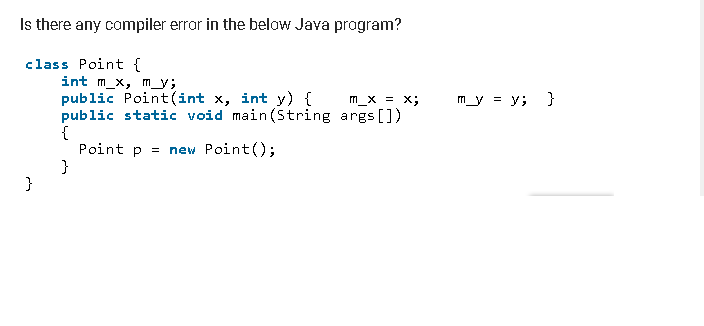 Is there any compiler error in the below Java program?
class Point {
    int m_x, m_y;
    public Point(int x, int y) {    m_x = x;    m_y = y;  }
    public static void main(String args[])
    {
      Point p = new Point();
    }
}